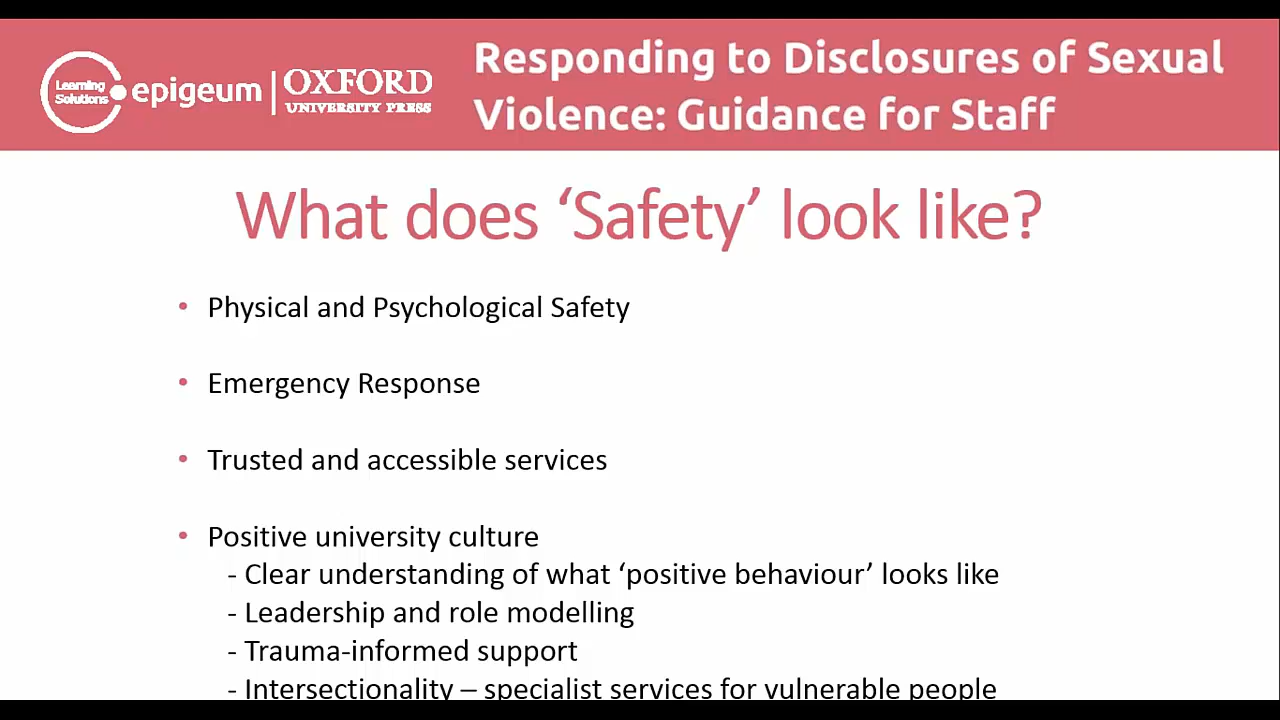 Learning
Solutions
epigeum
OXFORD
UNIVERSITY PRESS
Responding to Disclosures of Sexual
Violence: Guidance for Staff
What does ‘Safety’ look like?
• Physical and Psychological Safety
• Emergency Response
• Trusted and accessible services
• Positive university culture
- Clear understanding of what ‘positive behaviour’ looks like
- Leadership and role modelling
- Trauma-informed support
- Intersectionality – specialist services for vulnerable people